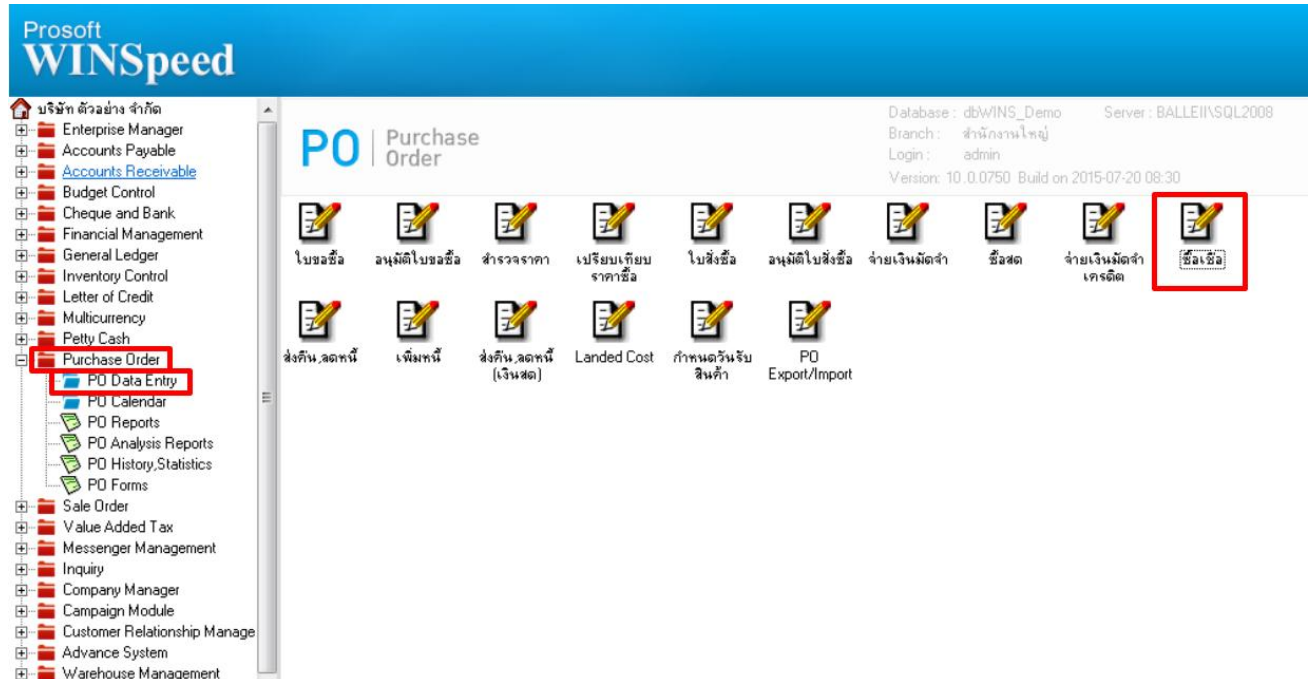 Prosoft
WINSpeed
บริษัท ตัวอย่าง จำกัด
Enterprise Manager
Accounts Payable
Accounts Receivable
Budget Control
Cheque and Bank
Financial Management
General Ledger
Inventory Control
Letter of Credit
Multicurrency
Petty Cash
Purchase Order
PO Data Entry
PO Calendar
PO Reports
PO Analysis Reports
PO History,Statistics
PO Forms
Sale Order
Value Added Tax
Messenger Management
Inquiry
Company Manager
Campaign Module
Customer Relationship Manage
Advance System
Warehouse Management
PO
Purchase
Order
Database : dbWINS_Demo Server : BALLEII\SQL2008
Branch : สำนักงานใหญ่
Login : admin
Version: 10.0.0750 Build on 2015-07-20 08:30
ใบขอซื้อ
อนุมัติใบขอซื้อ
สำรวจราคา
เปรียบเทียบ
ราคาซื้อ
ใบสั่งซื้อ
อนุมัติใบสั่งซื้อ
จ่ายเงินมัดจำ
ซื้อสด
จ่ายเงินมัดจำ
เครดิต
ซื้อเชื่อ
ส่งคืน,ลดหนี้
เพิ่มหนี้
ส่งคืน,ลดหนี้
(เงินสด)
Landed Cost
กำหนดวันรับ
สินค้า
PO
Export/Import